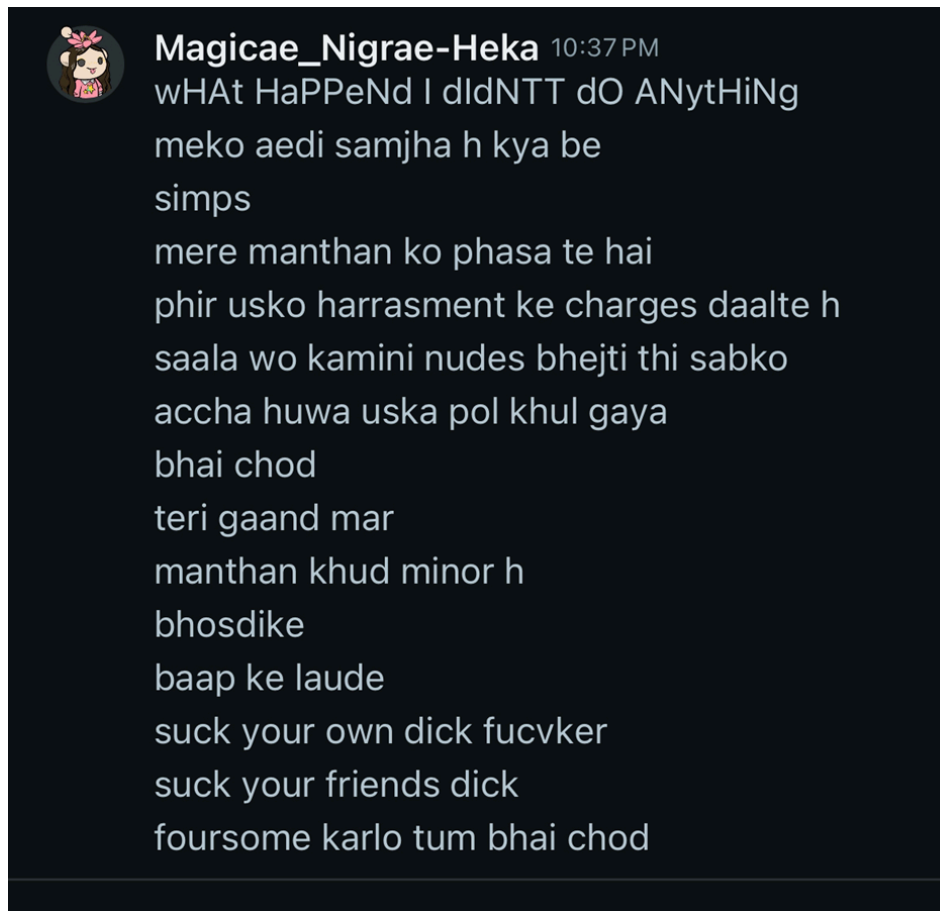 Magicae_Nigrae-Heka 10:37 PM
wHAt HaPPeNd I dIdNTT dO ANytHiNg
meko aedi samjha h kya be
simps
mere manthan ko phasa te hai
phir usko harrasment ke charges daalte h
saala wo kamini nudes bhejti thi sabko
accha huwa uska pol khul gaya
bhai chod
teri gaand mar
manthan khud minor h
bhosdike
baap ke laude
suck your own dick fucvker
suck your friends dick
foursome karlo tum bhai chod